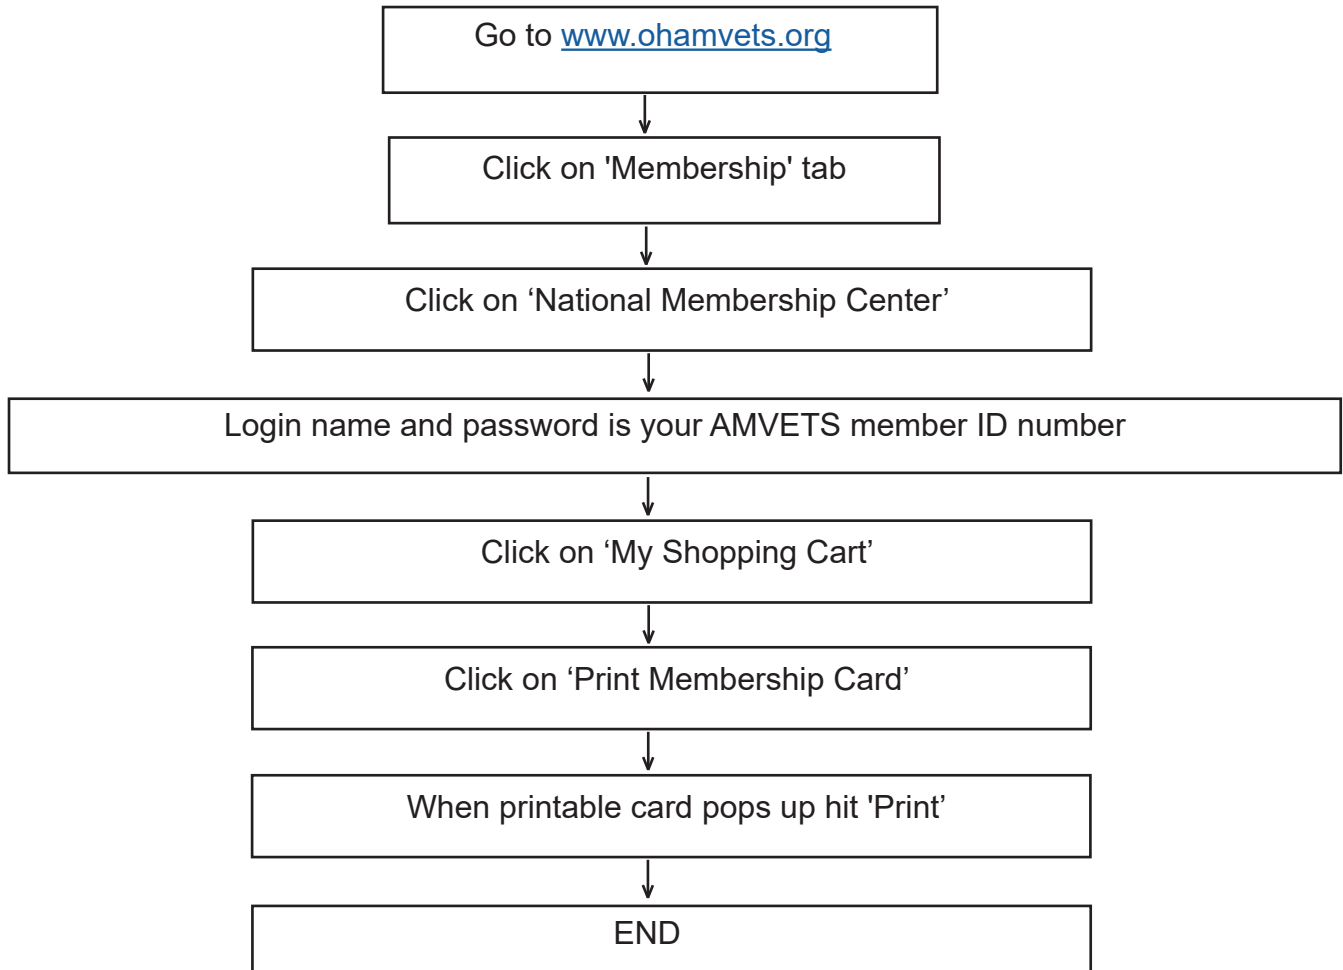 Go to www.ohamvets.org
Click on 'Membership' tab
Click on ‘National Membership Center’
Login name and password is your AMVETS member ID number
Click on ‘My Shopping Cart’
Click on ‘Print Membership Card’
When printable card pops up hit 'Print’
END